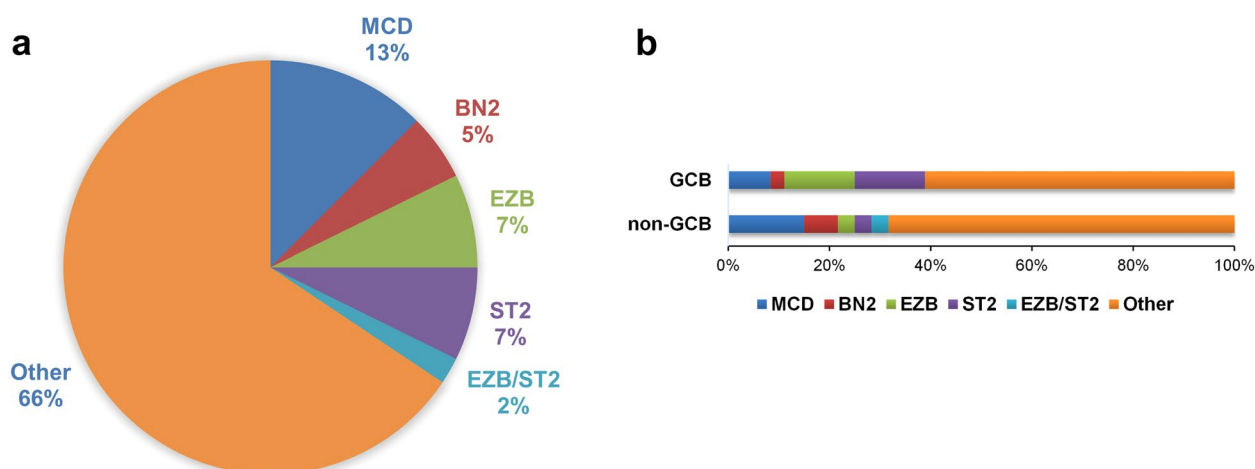 a
MCD
13%
BN2
5%
EZB
7%
ST2
7%
EZB/ST2
2%
Other
66%
b
GCB
non-GCB
0% 20% 40% 60% 80% 100%
MCD BN2 EZB ST2 EZB/ST2 Other